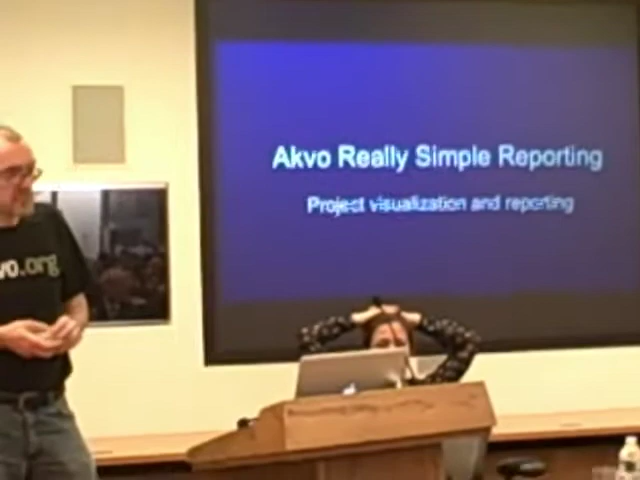 Akvo Really Simple Reporting
Project visualization and reporting
vo.org